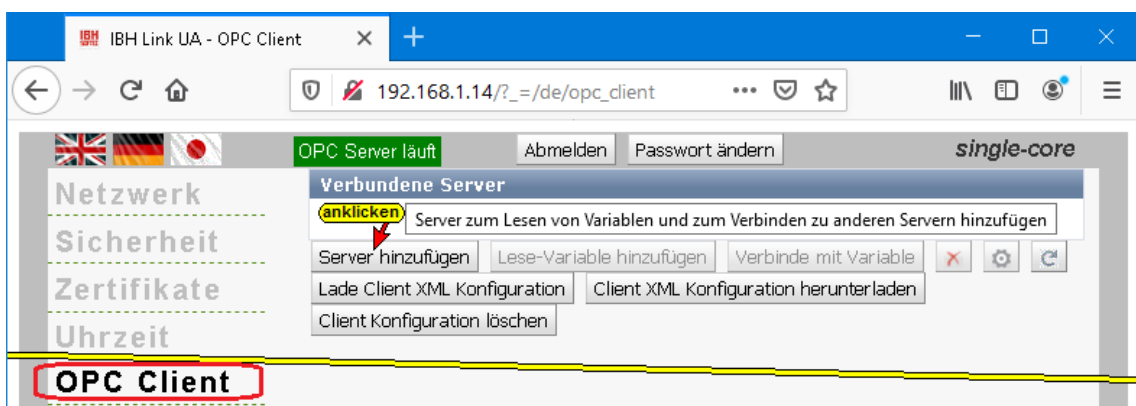 IBH Link UA - OPC Client
192.168.1.14/?_=/de/opc_client
OPC Server läuft Abmelden Passwort ändern single-core
Netzwerk
Sicherheit
Zertifikate
Uhrzeit
OPC Client
Verbundene Server
anklicken
Server zum Lesen von Variablen und zum Verbinden zu anderen Servern hinzufügen
Server hinzufügen Lese-Variable hinzufügen Verbinde mit Variable
Lade Client XML Konfiguration Client XML Konfiguration herunterladen
Client Konfiguration löschen